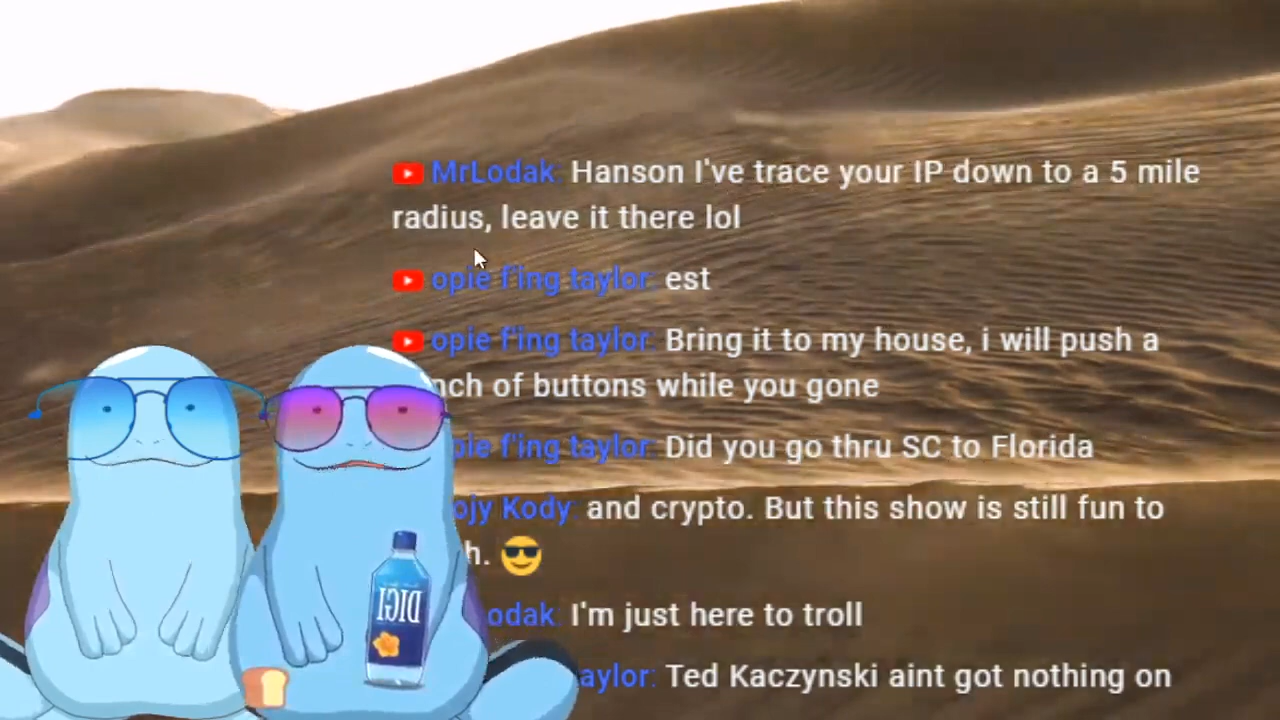 MrLodak: Hanson I've trace your IP down to a 5 mile
radius, leave it there lol
opie f'ing taylor: est
opie f'ing taylor: Bring it to my house, i will push a
nch of buttons while you gone
pie f'ing taylor: Did you go thru SC to Florida
ojy Kody: and crypto. But this show is still fun to
h. 😎
odak: I'm just here to troll
aylor: Ted Kaczynski aint got nothing on
DIGI